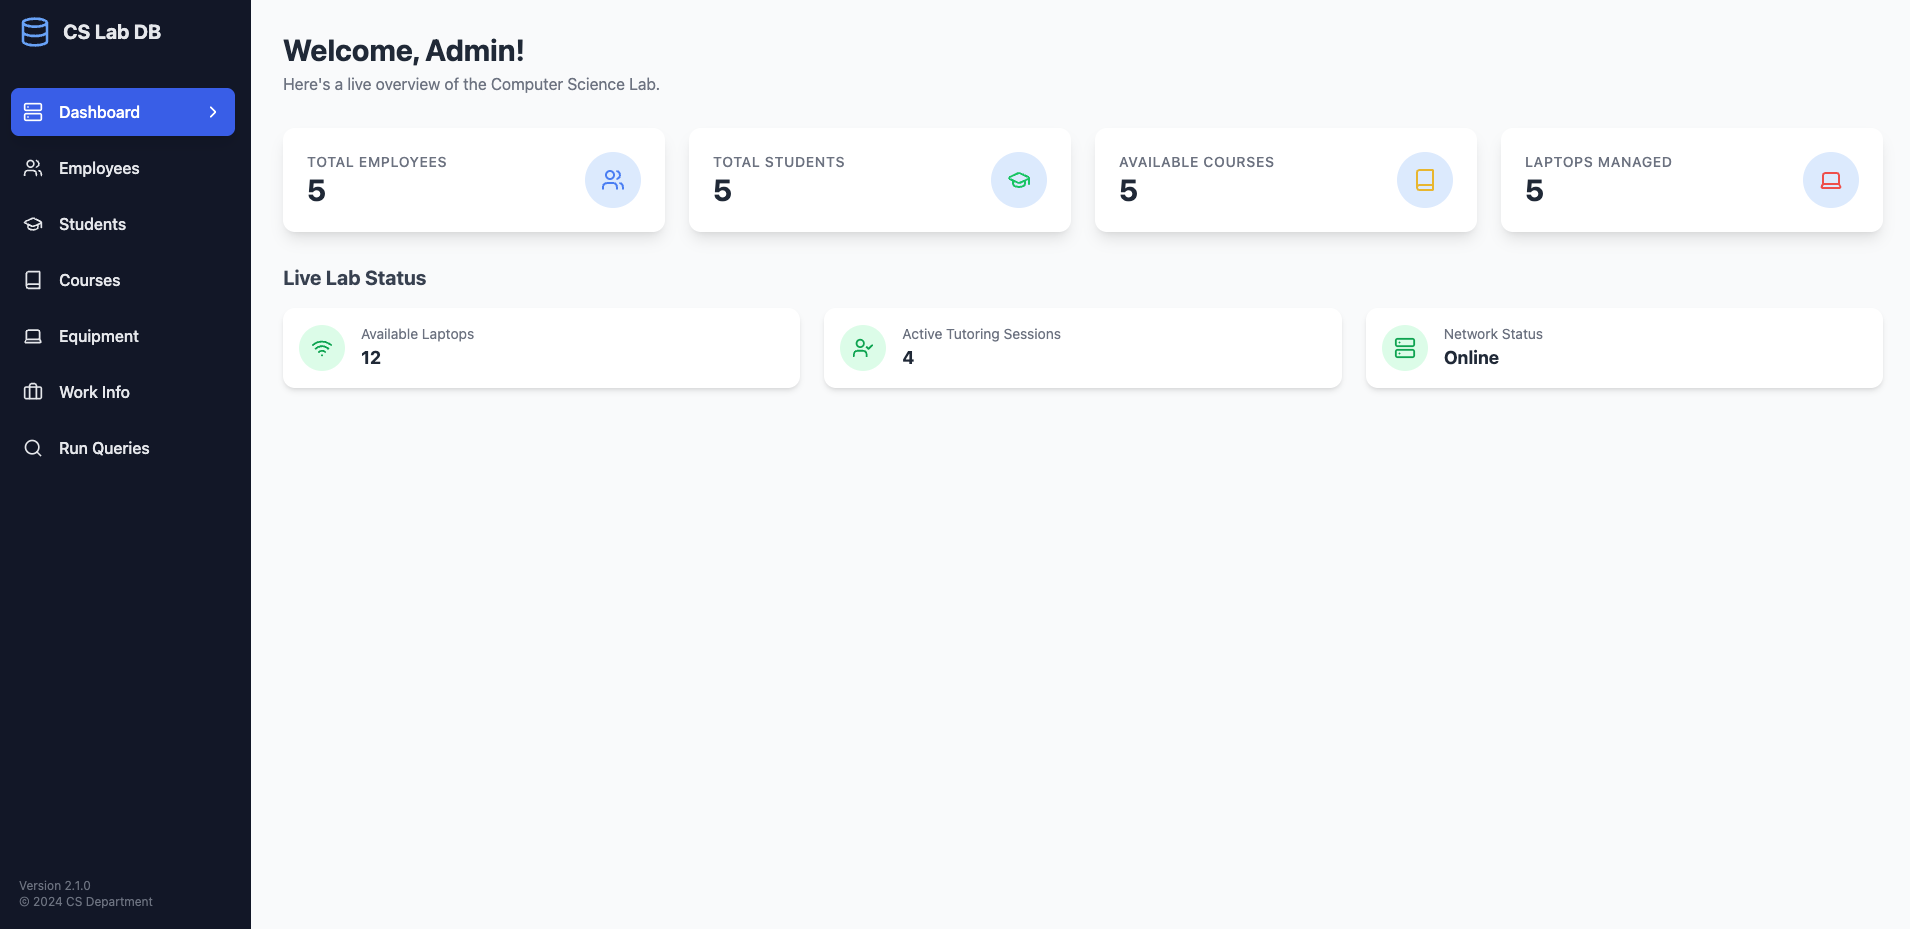 CS Lab DB
Dashboard
Employees
Students
Courses
Equipment
Work Info
Run Queries
Version 2.1.0
© 2024 CS Department
Welcome, Admin!
Here's a live overview of the Computer Science Lab.
TOTAL EMPLOYEES
5
TOTAL STUDENTS
5
AVAILABLE COURSES
5
LAPTOPS MANAGED
5
Live Lab Status
Available Laptops
12
Active Tutoring Sessions
4
Network Status
Online